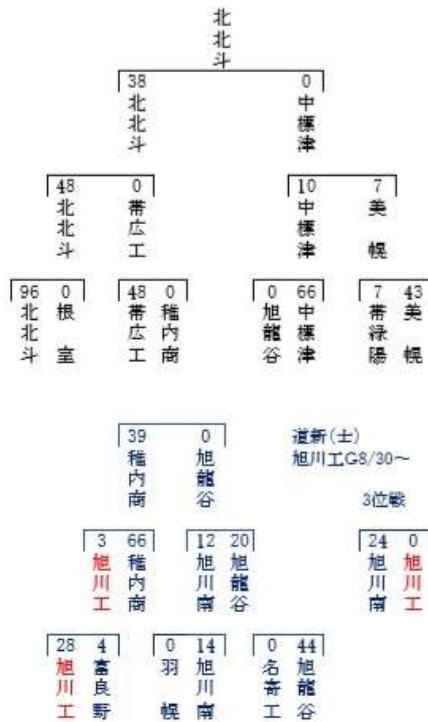 北北斗
38 0
北北斗 中標津
48 0 10 7
北北斗 帯広工 中標津 美幌
96 0 48 0 0 66 7 43
北北斗 根室 帯広工 稚内商 旭龍谷 中標津 帯緑陽 美幌
39 0 道新(士)
稚内商 旭龍谷 旭川工G8/30～
3位戦
3 66 12 20 24 0
旭川工 稚内商 旭川南 旭龍谷 旭川南 旭川工
28 4 0 14 0 44
旭川工 富良野 羽幌 旭川南 名寄工 旭龍谷